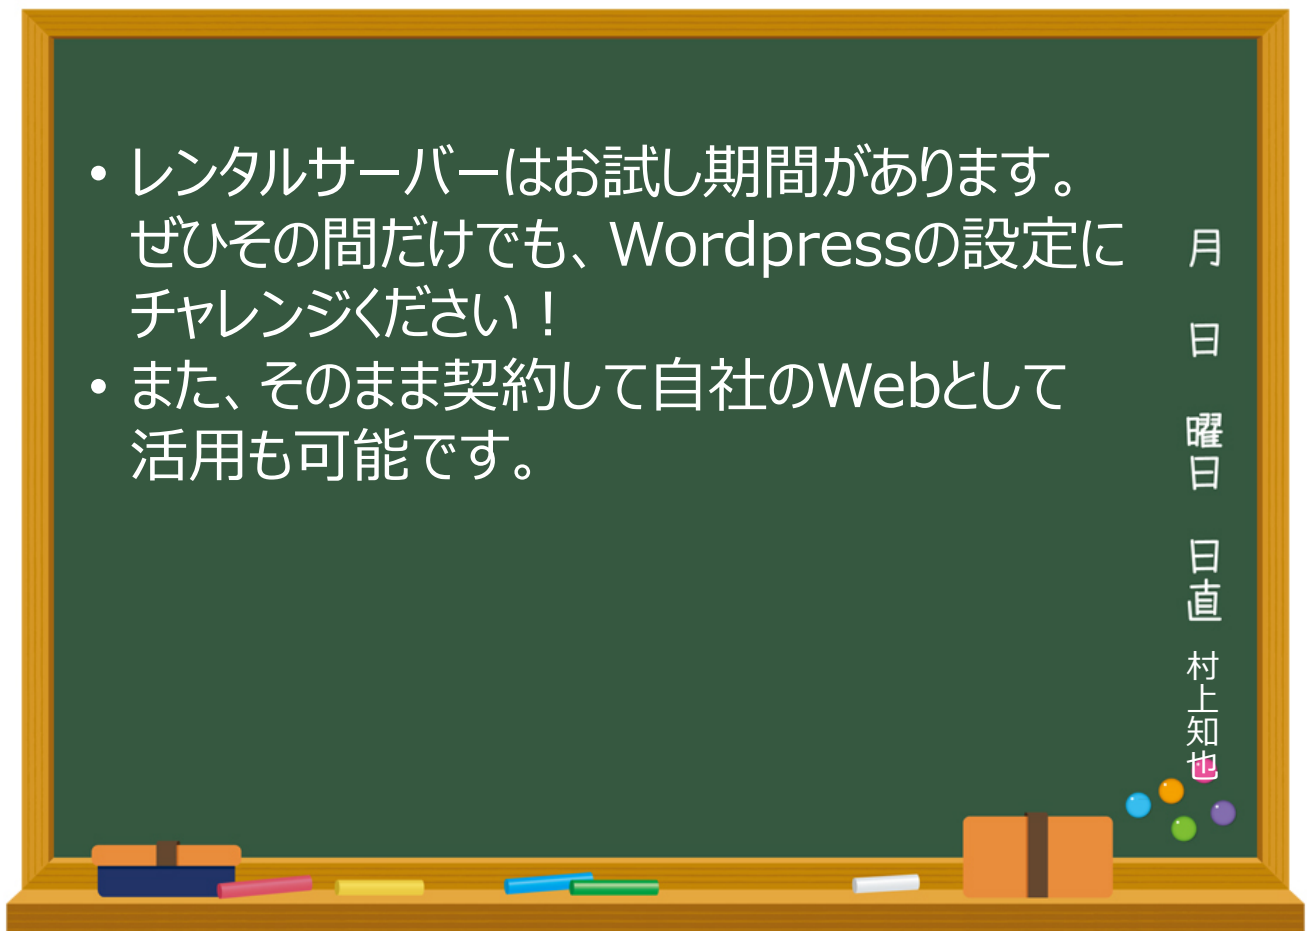 • レンタルサーバーはお試し期間があります。
ぜひその間だけでも、Wordpressの設定に
チャレンジください！
• また、そのまま契約して自社のWebとして
活用も可能です。
月　日　曜日　日直　村上知也